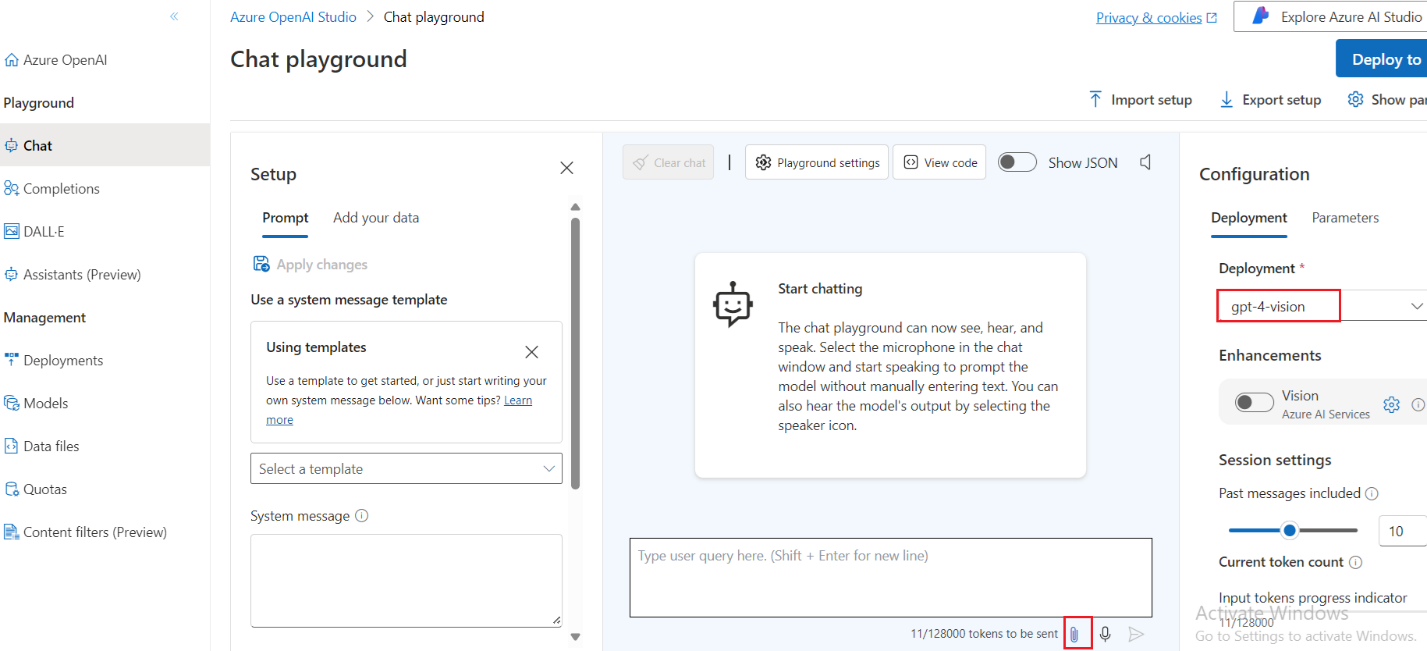 Azure OpenAI Studio > Chat playground
Privacy & cookies
Explore Azure AI Studio
Chat playground
Deploy to
Import setup
Export setup
Show
Azure OpenAI
Playground
Chat
Completions
DALL·E
Assistants (Preview)
Management
Deployments
Models
Data files
Quotas
Content filters (Preview)
Setup
Prompt
Add your data
Apply changes
Use a system message template
Using templates
Use a template to get started, or just start writing your
own system message below. Want some tips? Learn
more
Select a template
System message
Clear chat
Playground settings
View code
Show JSON
Start chatting
The chat playground can now see, hear, and
speak. Select the microphone in the chat
window and start speaking to prompt the
model without manually entering text. You can
also hear the model's output by selecting the
speaker icon.
Type user query here. (Shift + Enter for new line)
11/128000 tokens to be sent
Configuration
Deployment
Parameters
Deployment *
gpt-4-vision
Enhancements
Vision
Azure AI Services
Session settings
Past messages included
10
Current token count
Input tokens progress indicator
11/128000
Activate Windows
Go to Settings to activate Windows.